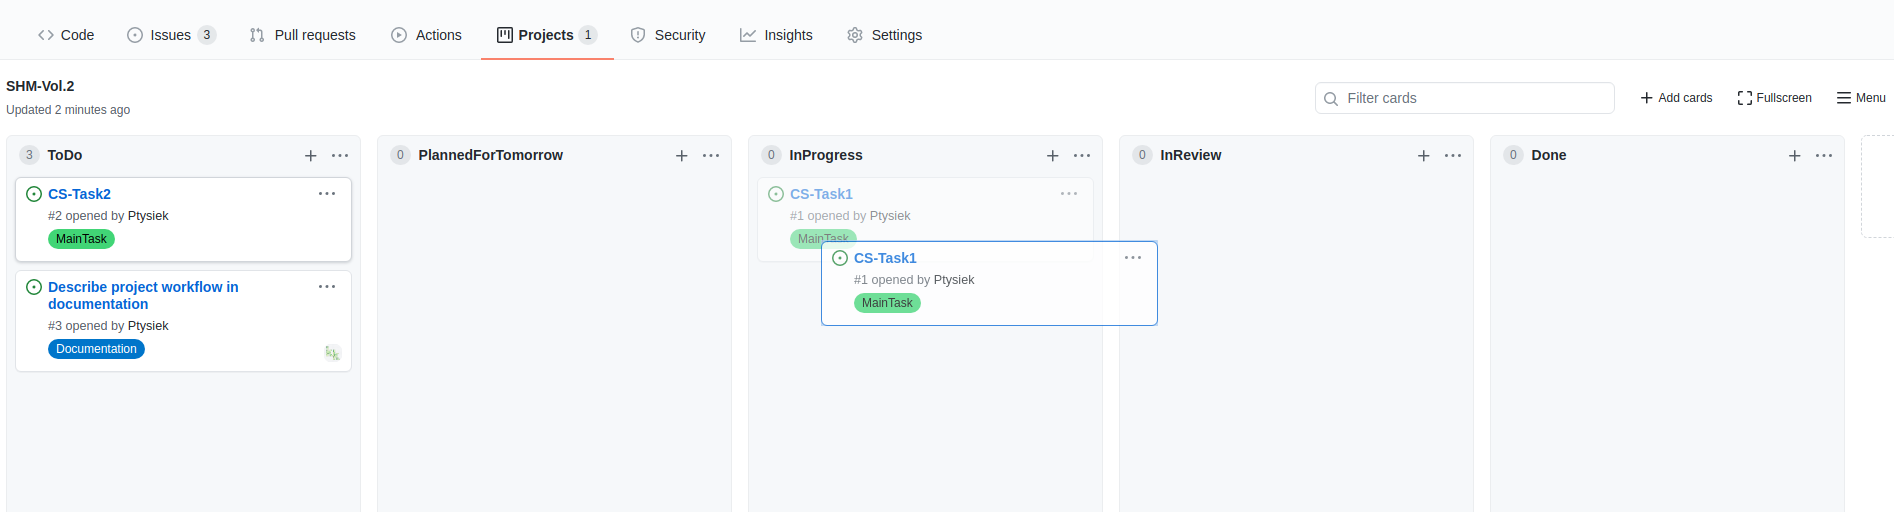 Code Issues 3 Pull requests Actions Projects 1 Security Insights Settings
SHM-Vol.2
Updated 2 minutes ago
Filter cards
Add cards Fullscreen Menu
3 ToDo
CS-Task2
#2 opened by Ptysiek
MainTask
Describe project workflow in
documentation
#3 opened by Ptysiek
Documentation
0 PlannedForTomorrow
0 InProgress
CS-Task1
#1 opened by Ptysiek
MainTask
CS-Task1
#1 opened by Ptysiek
MainTask
0 InReview
0 Done